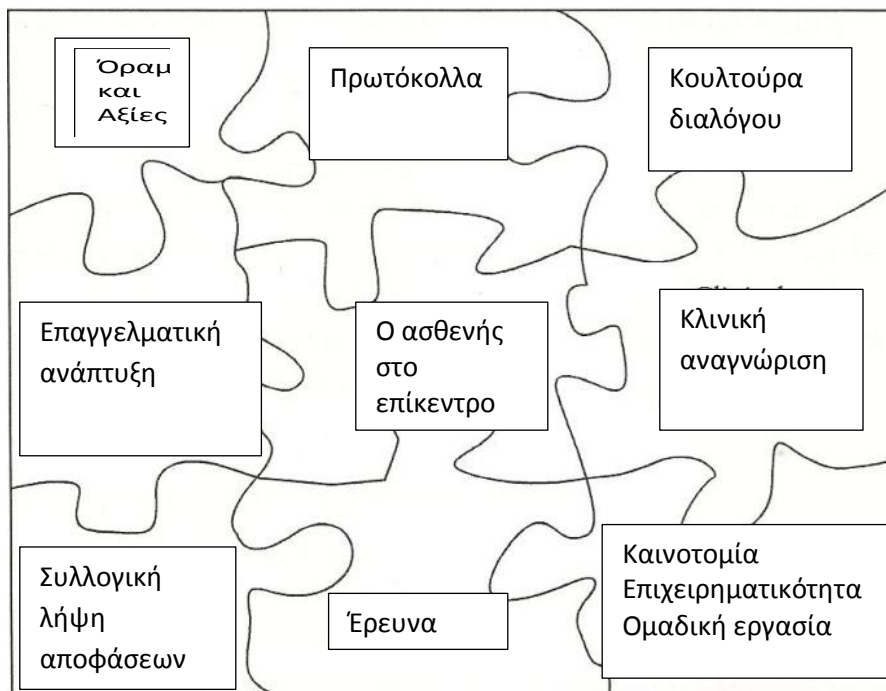 Όραμ
και
Αξίες
Πρωτόκολλα
Κουλτούρα
διαλόγου
Επαγγελματική
ανάπτυξη
Ο ασθενής
στο
επίκεντρο
Κλινική
αναγνώριση
Συλλογική
λήψη
αποφάσεων
Έρευνα
Καινοτομία
Επιχειρηματικότητα
Ομαδική εργασία